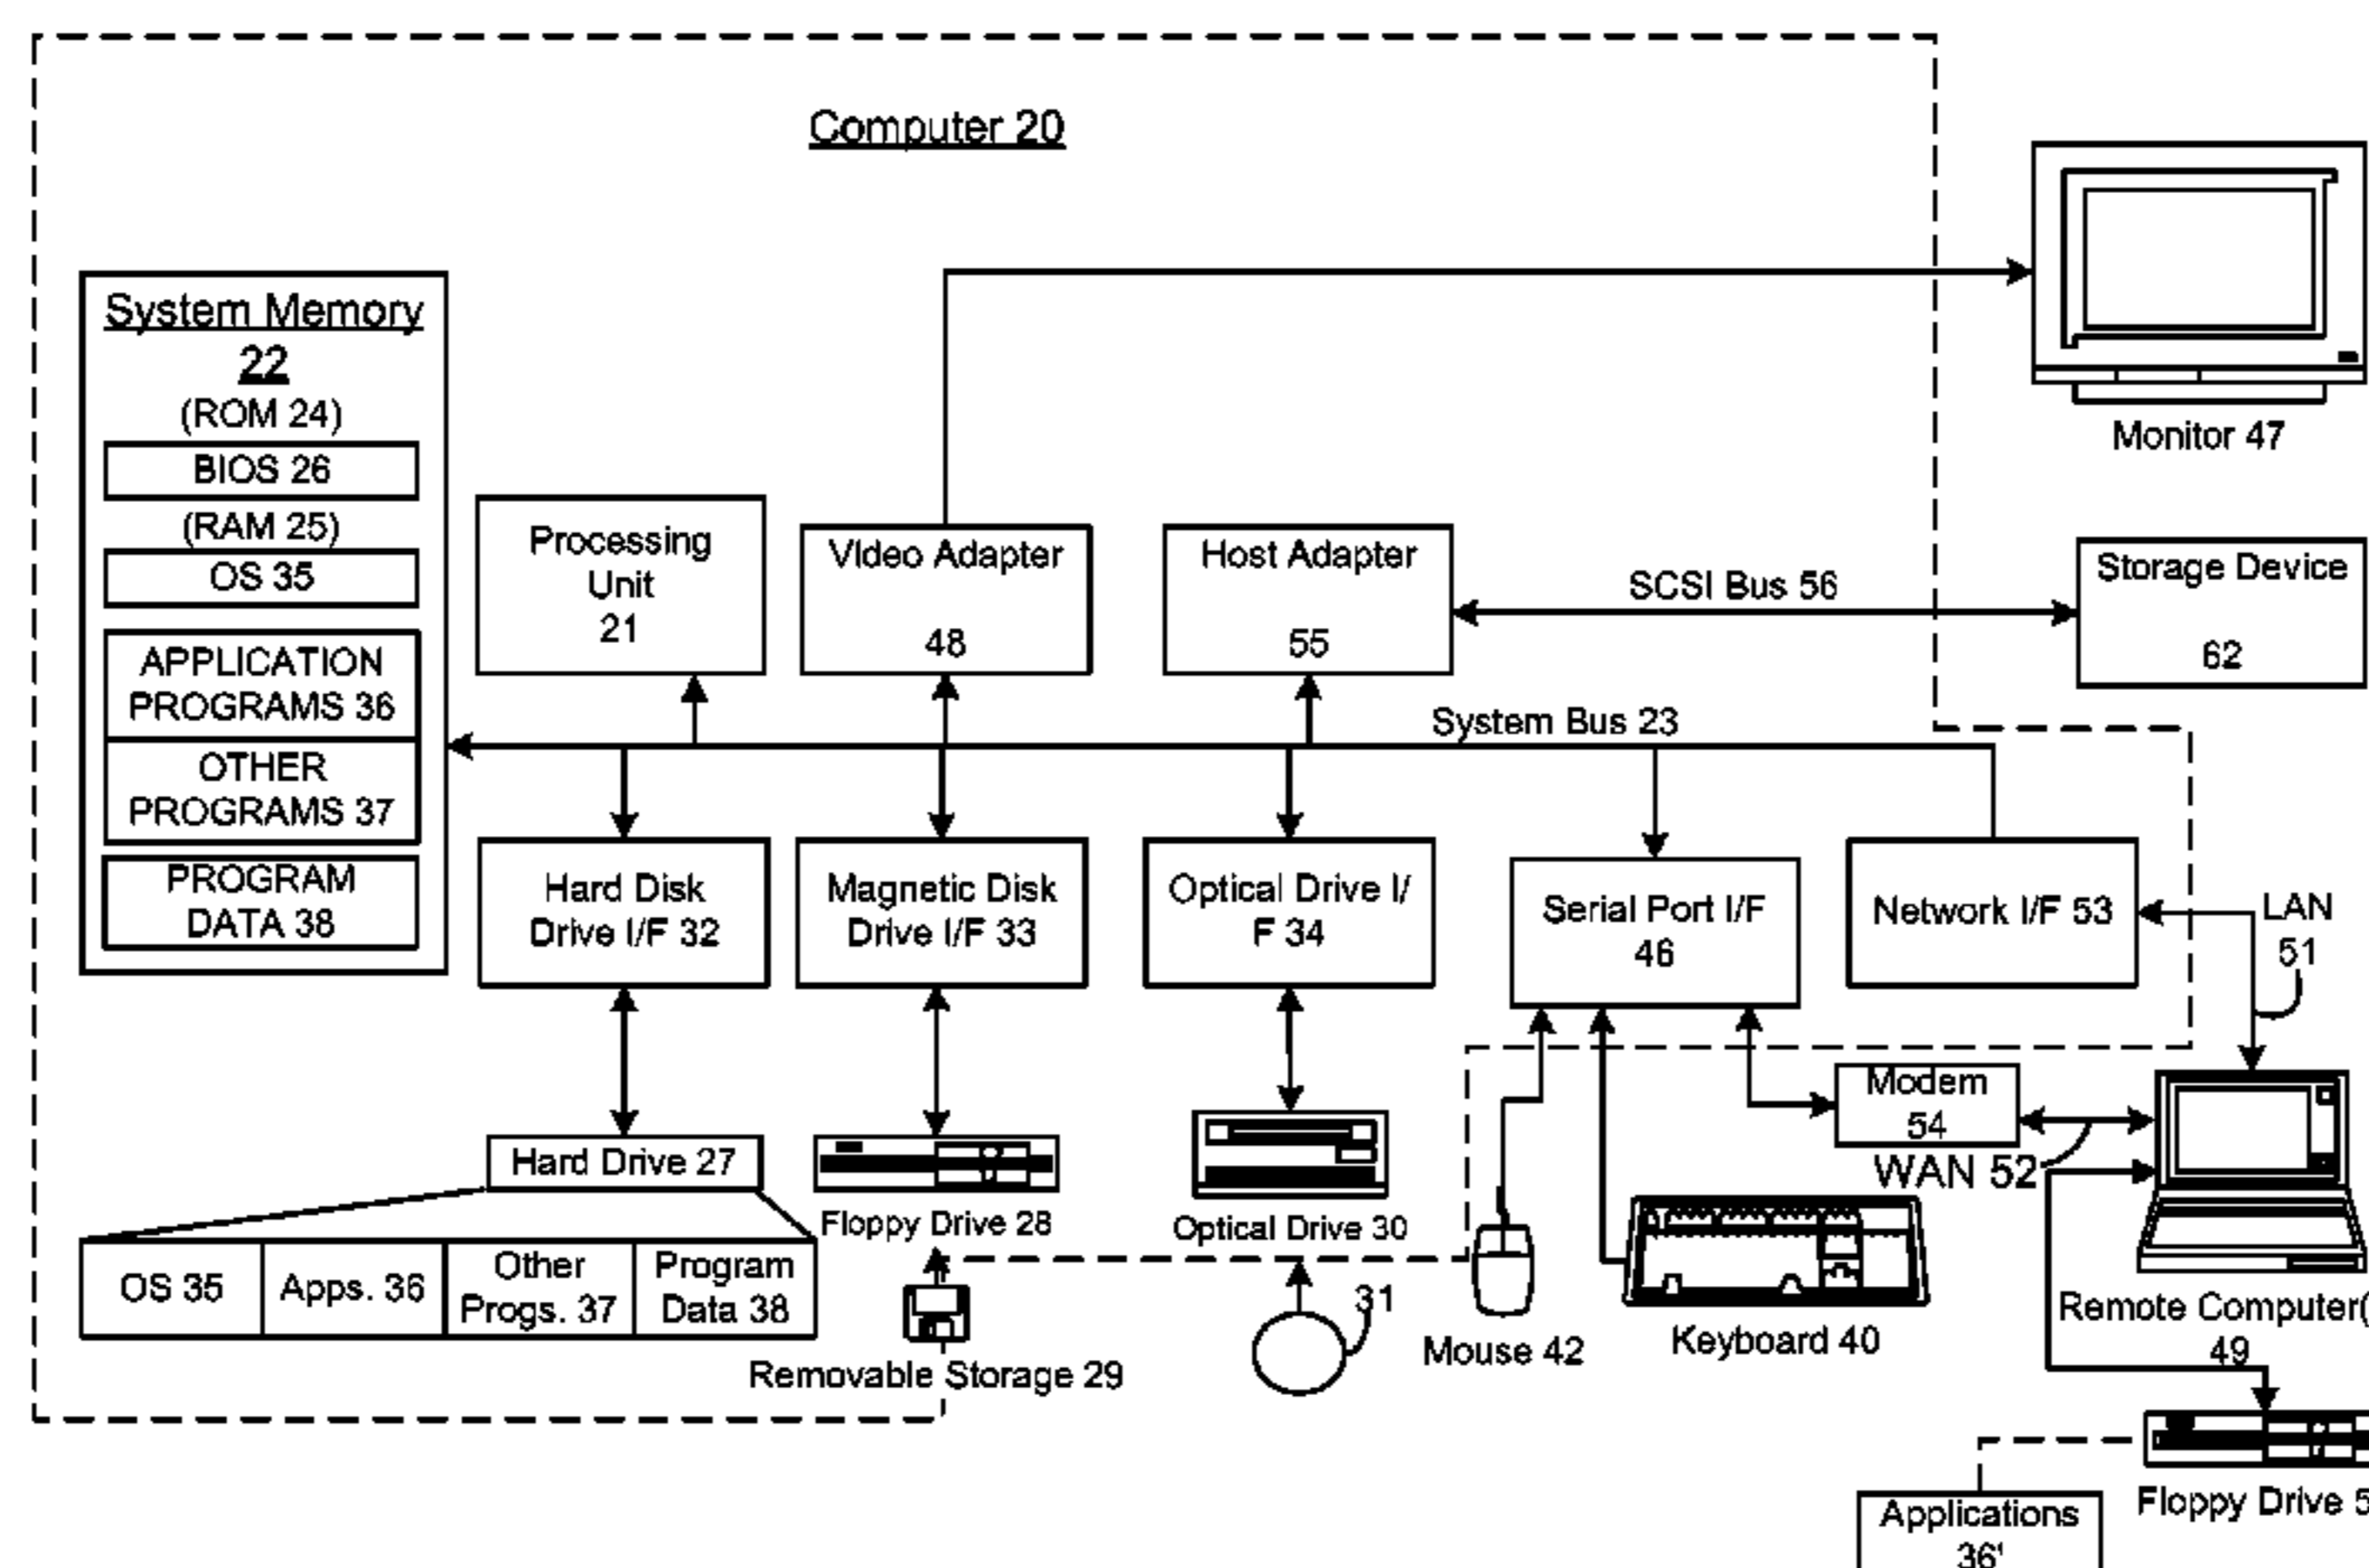 Computer 20
System Memory
22
(ROM 24)
BIOS 26
(RAM 25)
OS 35
APPLICATION
PROGRAMS 36
OTHER
PROGRAMS 37
PROGRAM
DATA 38
Processing
Unit
21
VIdeo Adapter
48
Host Adapter
55
SCSI Bus 56
Monitor 47
Storage Device
62
System Bus 23
Hard Disk
Drive I/F 32
Magnetic Disk
Drive I/F 33
Optical Drive I/
F 34
Serial Port I/F
46
Network I/F 53
LAN
51
Modem
54
WAN 52
Hard Drive 27
Floppy Drive 28
Optical Drive 30
OS 35
Apps. 36
Other
Progs. 37
Program
Data 38
Removable Storage 29
31
Mouse 42
Keyboard 40
Remote Computer(
49
Floppy Drive 5
Applications
36'